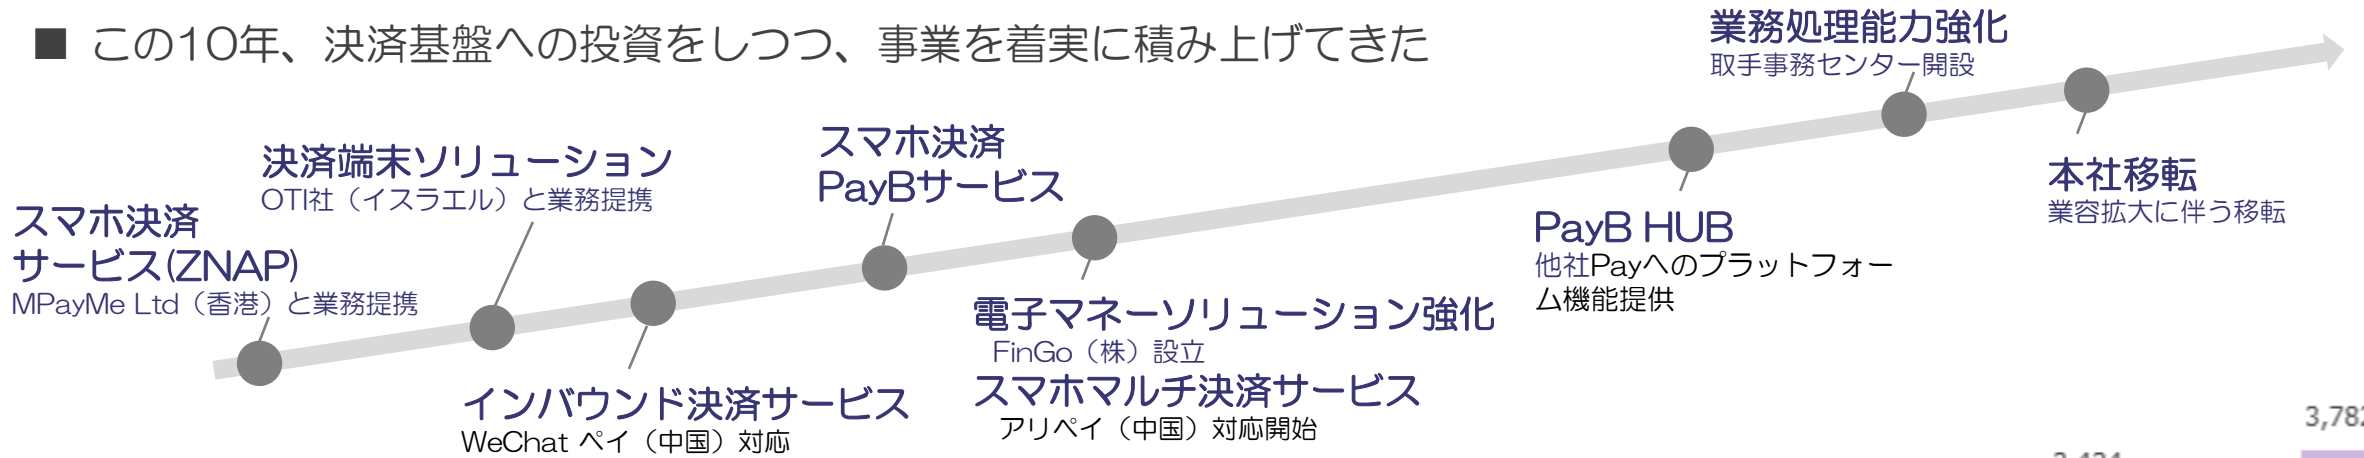 ■ この10年、決済基盤への投資をしつつ、事業を着実に積み上げてきた
スマホ決済
サービス(ZNAP)
MPayMe Ltd（香港）と業務提携
決済端末ソリューション
OTI社（イスラエル）と業務提携
インバウンド決済サービス
WeChat ペイ（中国）対応
スマホ決済
PayBサービス
電子マネーソリューション強化
FinGo（株）設立
スマホマルチ決済サービス
アリペイ（中国）対応開始
PayB HUB
他社Payへのプラットフォー
ム機能提供
業務処理能力強化
取手事務センター開設
本社移転
業容拡大に伴う移転
3,782